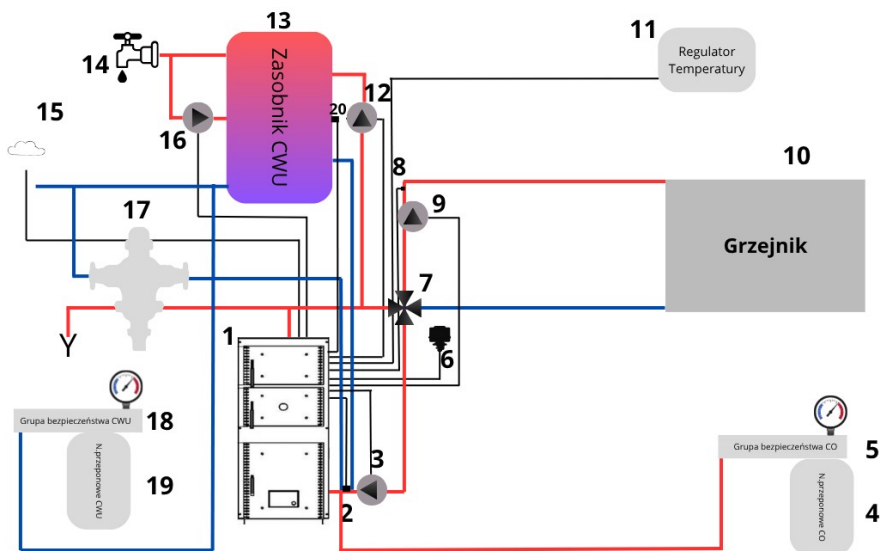 13
11
Regulator
Temperatury
14
Zasobnik CWU
15
12
20
16
8
10
9
17
Grzejnik
7
1
6
18
Grupa bezpieczeństwa CWU
N.przeponowe CWU
19
3
2
Grupa bezpieczeństwa CO
5
N.przeponowe CO
4